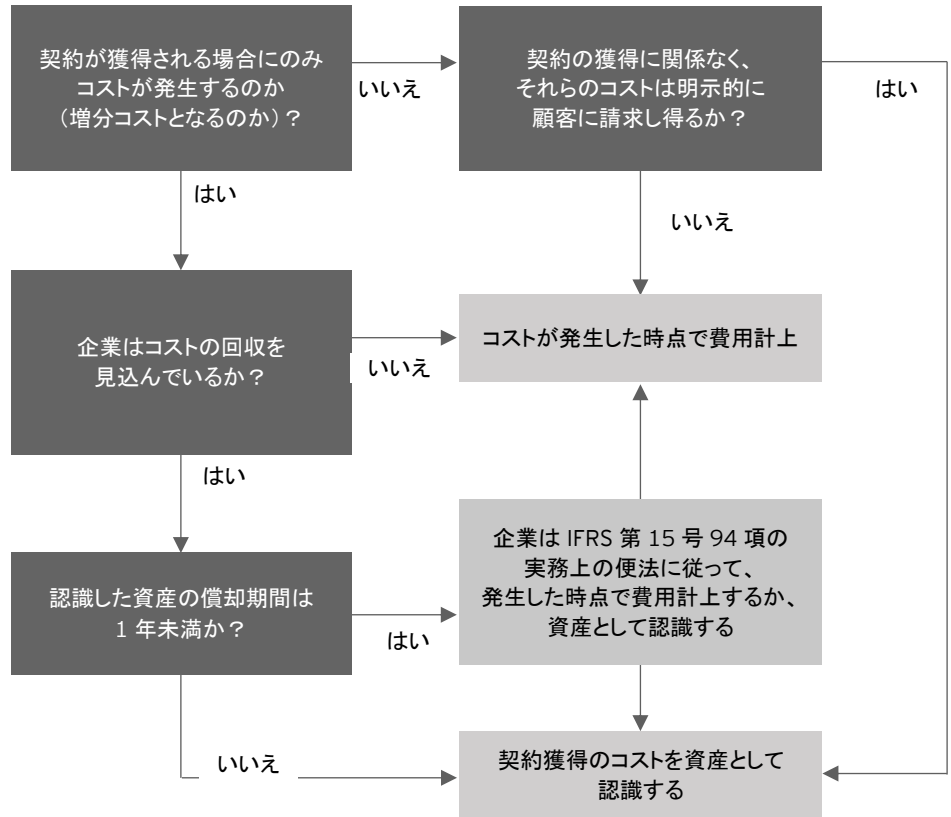 契約が獲得される場合にのみ
コストが発生するのか
（増分コストとなるのか）？
いいえ
契約の獲得に関係なく、
それらのコストは明示的に
顧客に請求し得るか？
はい
はい
いいえ
企業はコストの回収を
見込んでいるか？
いいえ
コストが発生した時点で費用計上
はい
認識した資産の償却期間は
1 年未満か？
はい
企業は IFRS 第 15 号 94 項の
実務上の便法に従って、
発生した時点で費用計上するか、
資産として認識する
いいえ
契約獲得のコストを資産として
認識する